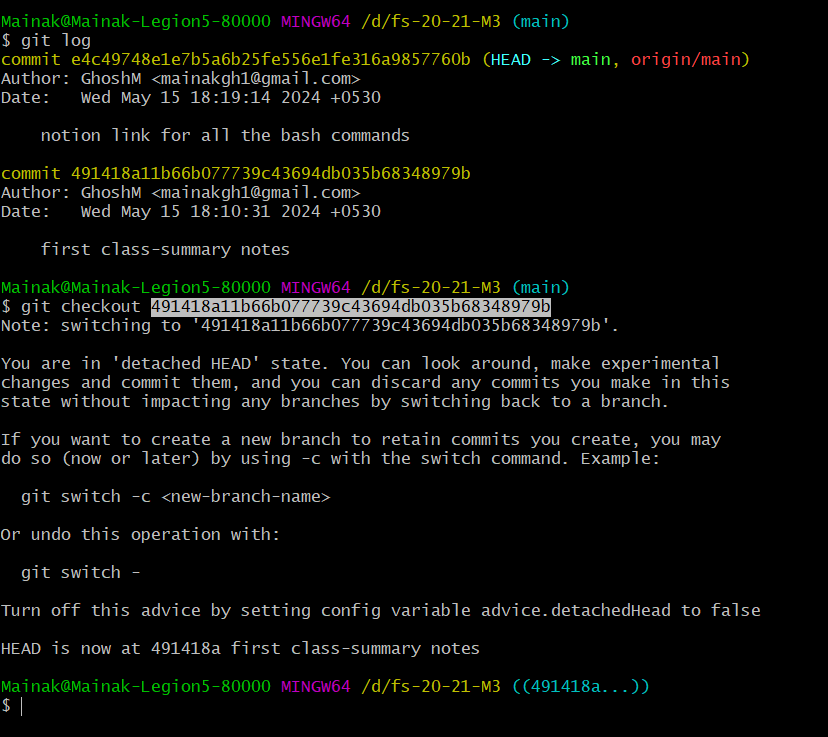 Mainak@Mainak-Legion5-80000 MINGW64 /d/fs-20-21-M3 (main)
$ git log
commit e4c49748e1e7b5a6b25fe556e1fe316a9857760b (HEAD -> main, origin/main)
Author: GhoshM <mainakgh1@gmail.com>
Date:   Wed May 15 18:19:14 2024 +0530

    notion link for all the bash commands

commit 491418a11b66b077739c43694db035b68348979b
Author: GhoshM <mainakgh1@gmail.com>
Date:   Wed May 15 18:10:31 2024 +0530

    first class-summary notes

Mainak@Mainak-Legion5-80000 MINGW64 /d/fs-20-21-M3 (main)
$ git checkout 491418a11b66b077739c43694db035b68348979b
Note: switching to '491418a11b66b077739c43694db035b68348979b'.

You are in 'detached HEAD' state. You can look around, make experimental
changes and commit them, and you can discard any commits you make in this
state without impacting any branches by switching back to a branch.

If you want to create a new branch to retain commits you create, you may
do so (now or later) by using -c with the switch command. Example:

  git switch -c <new-branch-name>

Or undo this operation with:

  git switch -

Turn off this advice by setting config variable advice.detachedHead to false

HEAD is now at 491418a first class-summary notes

Mainak@Mainak-Legion5-80000 MINGW64 /d/fs-20-21-M3 ((491418a...))
$